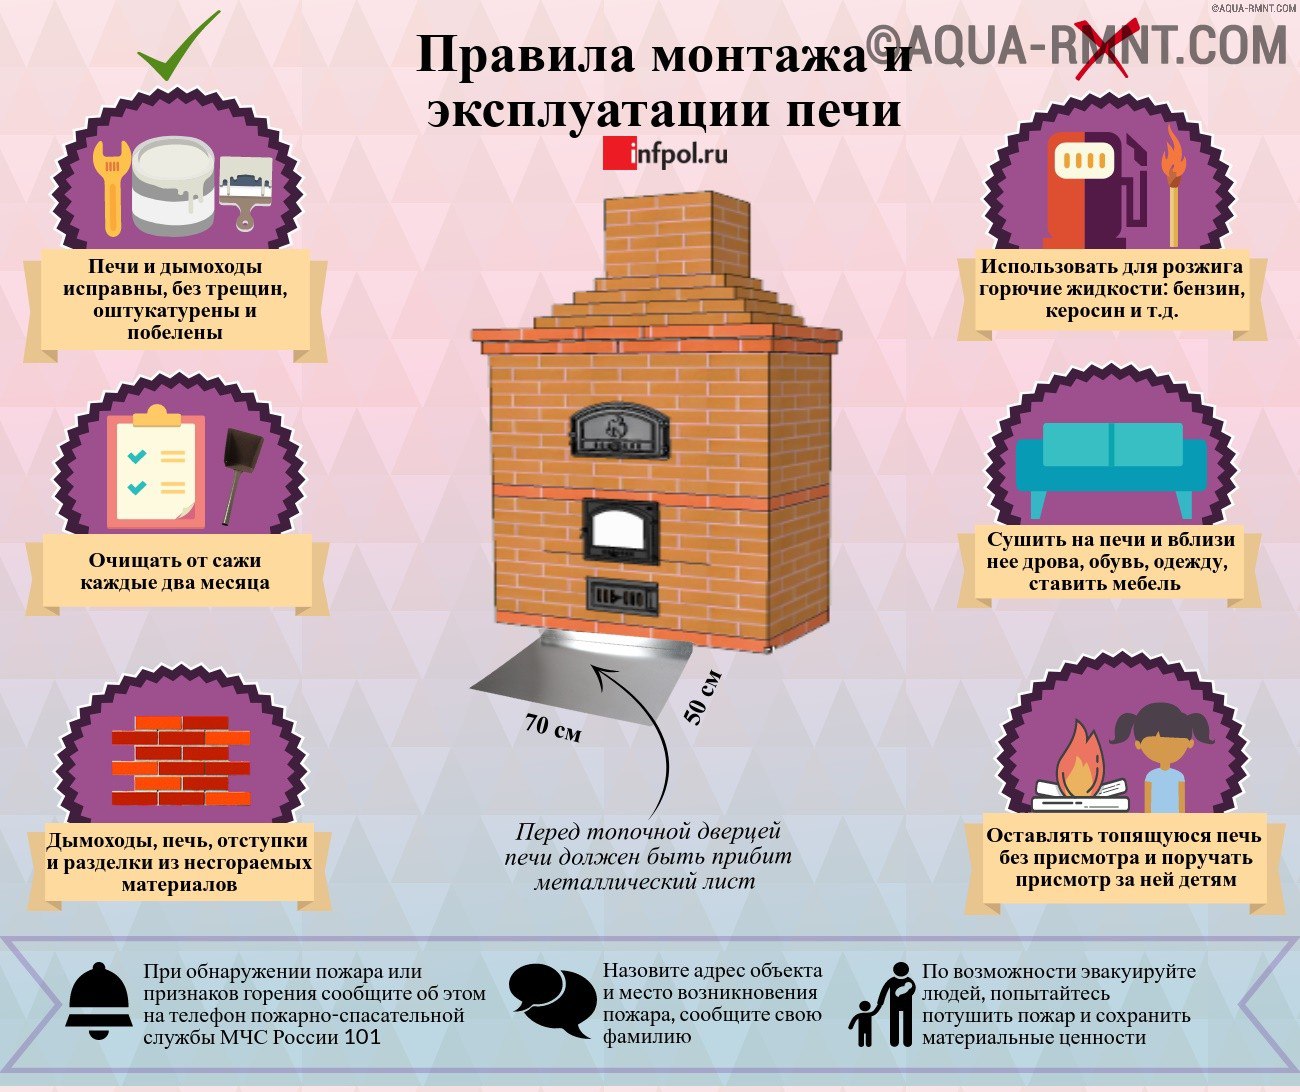 ©AQUA-RMNT.COM
©AQUA-RMNT.COM
Правила монтажа и
эксплуатации печи
infpol.ru
Печи и дымоходы
исправны, без трещин,
оштукатурены и
побелены
Очищать от сажи
каждые два месяца
Дымоходы, печь, отступки
и разделки из несгораемых
материалов
70 см
50 см
Перед топочной дверцей
печи должен быть прибит
металлический лист
Использовать для розжига
горючие жидкости: бензин,
керосин и т.д.
Сушить на печи и вблизи
нее дрова, обувь, одежду,
ставить мебель
Оставлять топящуюся печь
без присмотра и поручать
присмотр за ней детям
При обнаружении пожара или
признаков горения сообщите об этом
на телефон пожарно-спасательной
службы МЧС России 101
Назовите адрес объекта
и место возникновения
пожара, сообщите свою
фамилию
По возможности эвакуируйте
людей, попытайтесь
потушить пожар и сохранить
материальные ценности